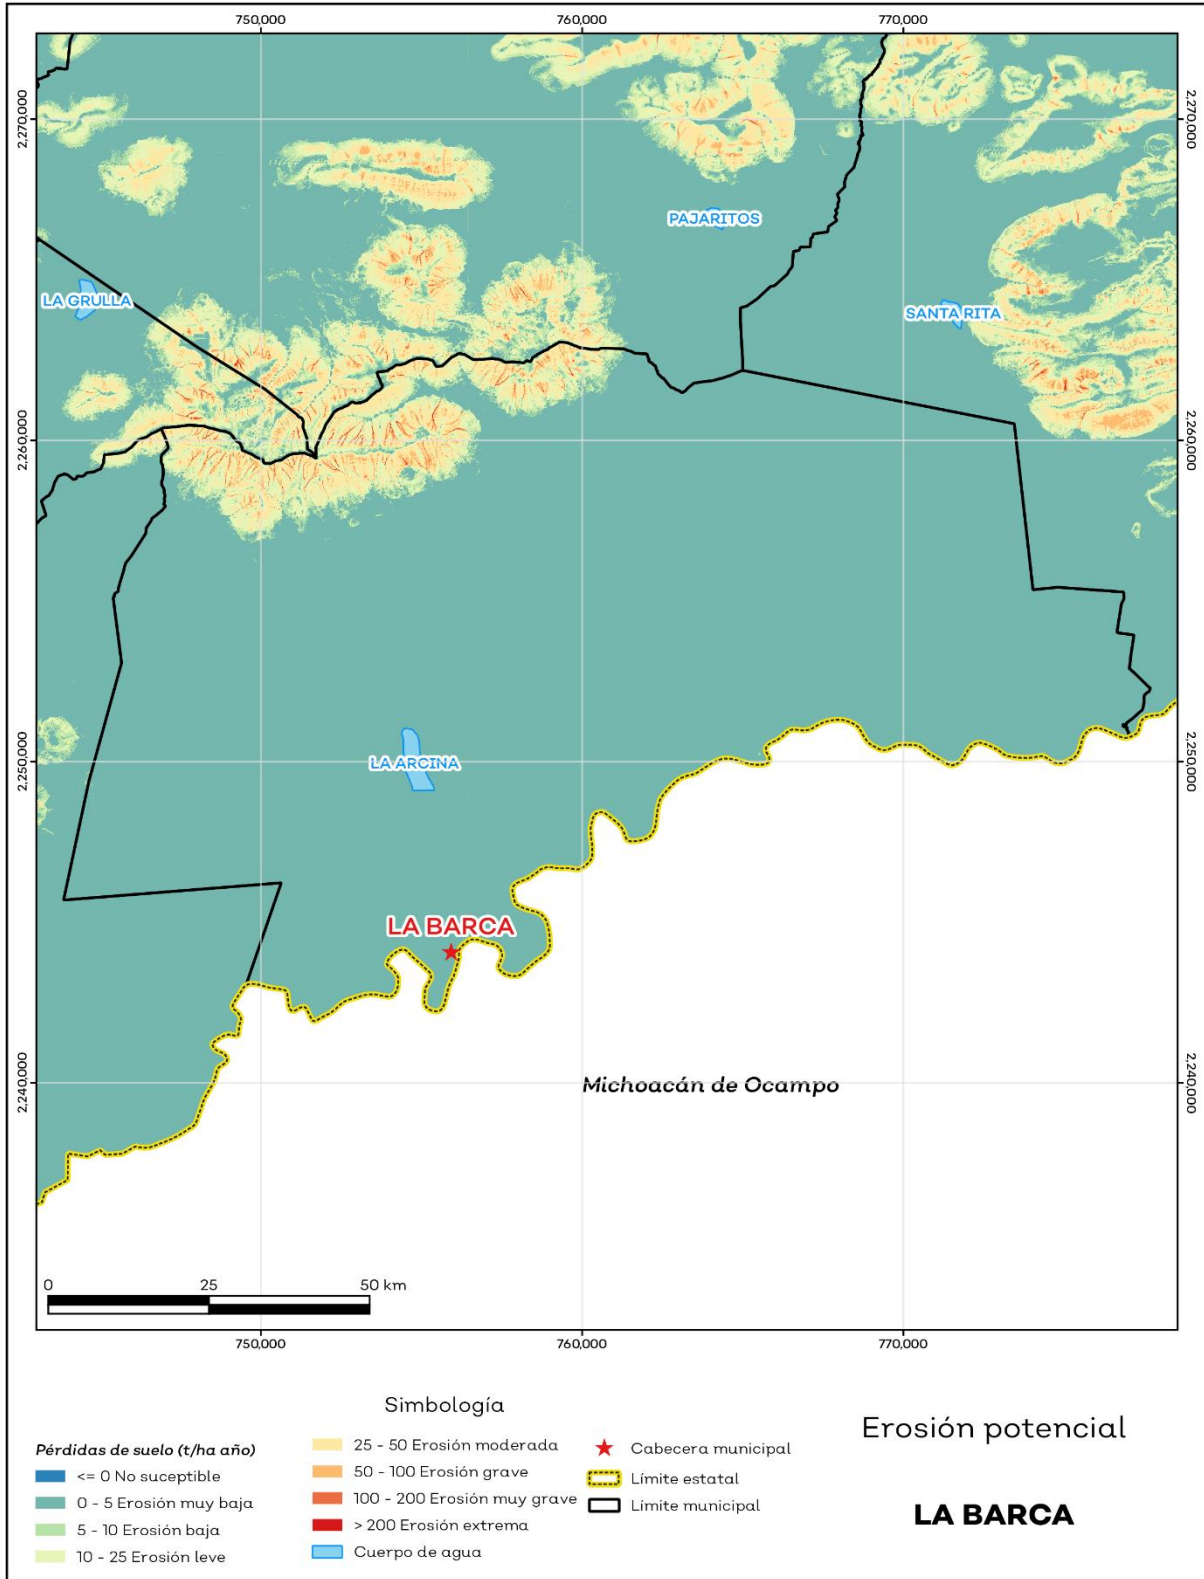 750,000
760,000
770,000
2,270,000
2,270,000
PAJARITOS
LA GRULLA
SANTA RITA
2,260,000
2,260,000
LA ARCINA
2,250,000
2,250,000
LA BARCA
Michoacán de Ocampo
2,240,000
2,240,000
0 25 50 km
750,000
760,000
770,000
Simbología
Pérdidas de suelo (t/ha año)
<= 0 No suceptible
0 - 5 Erosión muy baja
5 - 10 Erosión baja
10 - 25 Erosión leve
25 - 50 Erosión moderada
50 - 100 Erosión grave
100 - 200 Erosión muy grave
> 200 Erosión extrema
Cuerpo de agua
Cabecera municipal
Límite estatal
Límite municipal
Erosión potencial
LA BARCA